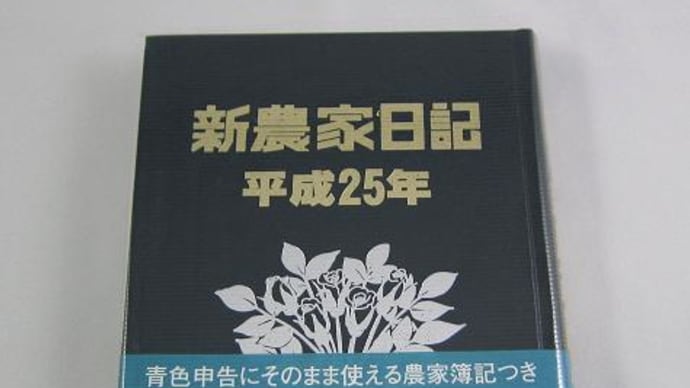 新農家日記
平成25年
青色申告にそのまま使える農家簿記つき